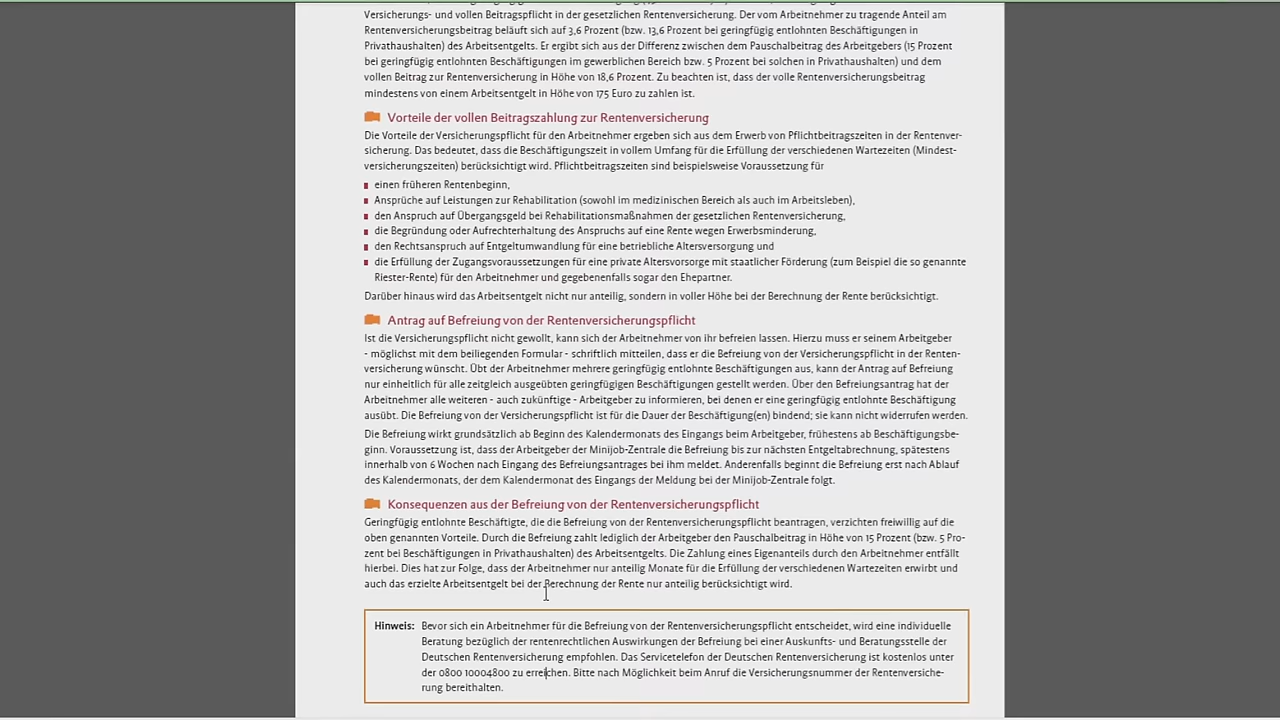 Versicherungs- und vollen Beitragspflicht in der gesetzlichen Rentenversicherung. Der vom Arbeitnehmer zu tragende Anteil am
Rentenversicherungsbeitrag beläuft sich auf 3,6 Prozent (bzw. 13,6 Prozent bei geringfügig entlohnten Beschäftigungen in
Privathaushalten) des Arbeitsentgelts. Er ergibt sich aus der Differenz zwischen dem Pauschalbeitrag des Arbeitgebers (15 Prozent
bei geringfügig entlohnten Beschäftigungen im gewerblichen Bereich bzw. 5 Prozent bei solchen in Privathaushalten) und dem
vollen Beitrag zur Rentenversicherung in Höhe von 18,6 Prozent. Zu beachten ist, dass der volle Rentenversicherungsbeitrag
mindestens von einem Arbeitsentgelt in Höhe von 175 Euro zu zahlen ist.
Vorteile der vollen Beitragszahlung zur Rentenversicherung
Die Vorteile der Versicherungspflicht für den Arbeitnehmer ergeben sich aus dem Erwerb von Pflichtbeitragszeiten in der Rentenver-
sicherung. Das bedeutet, dass die Beschäftigungszeit in vollem Umfang für die Erfüllung der verschiedenen Wartezeiten (Mindest-
versicherungszeiten) berücksichtigt wird. Pflichtbeitragszeiten sind beispielsweise Voraussetzung für
einen früheren Rentenbeginn,
Ansprüche auf Leistungen zur Rehabilitation (sowohl im medizinischen Bereich als auch im Arbeitsleben),
den Anspruch auf Übergangsgeld bei Rehabilitationsmaßnahmen der gesetzlichen Rentenversicherung,
die Begründung oder Aufrechterhaltung des Anspruchs auf eine Rente wegen Erwerbsminderung,
den Rechtsanspruch auf Entgeltumwandlung für eine betriebliche Altersversorgung und
die Erfüllung der Zugangsvoraussetzungen für eine private Altersvorsorge mit staatlicher Förderung (zum Beispiel die so genannte
Riester-Rente) für den Arbeitnehmer und gegebenenfalls sogar den Ehepartner.
Darüber hinaus wird das Arbeitsentgelt nicht nur anteilig, sondern in voller Höhe bei der Berechnung der Rente berücksichtigt.
Antrag auf Befreiung von der Rentenversicherungspflicht
Ist die Versicherungspflicht nicht gewollt, kann sich der Arbeitnehmer von ihr befreien lassen. Hierzu muss er seinem Arbeitgeber
- möglichst mit dem beiliegenden Formular - schriftlich mitteilen, dass er die Befreiung von der Versicherungspflicht in der Renten-
versicherung wünscht. Übt der Arbeitnehmer mehrere geringfügig entlohnte Beschäftigungen aus, kann der Antrag auf Befreiung
nur einheitlich für alle zeitgleich ausgeübten geringfügigen Beschäftigungen gestellt werden. Über den Befreiungsantrag hat der
Arbeitnehmer alle weiteren - auch zukünftige - Arbeitgeber zu informieren, bei denen er eine geringfügig entlohnte Beschäftigung
ausübt. Die Befreiung von der Versicherungspflicht ist für die Dauer der Beschäftigung(en) bindend; sie kann nicht widerrufen werden.
Die Befreiung wirkt grundsätzlich ab Beginn des Kalendermonats des Eingangs beim Arbeitgeber, frühestens ab Beschäftigungsbe-
ginn. Voraussetzung ist, dass der Arbeitgeber der Minijob-Zentrale die Befreiung bis zur nächsten Entgeltabrechnung, spätestens
innerhalb von 6 Wochen nach Eingang des Befreiungsantrages bei ihm meldet. Anderenfalls beginnt die Befreiung erst nach Ablauf
des Kalendermonats, der dem Kalendermonat des Eingangs der Meldung bei der Minijob-Zentrale folgt.
Konsequenzen aus der Befreiung von der Rentenversicherungspflicht
Geringfügig entlohnte Beschäftigte, die die Befreiung von der Rentenversicherungspflicht beantragen, verzichten freiwillig auf die
oben genannten Vorteile. Durch die Befreiung zahlt lediglich der Arbeitgeber den Pauschalbeitrag in Höhe von 15 Prozent (bzw. 5 Pro-
zent bei Beschäftigungen in Privathaushalten) des Arbeitsentgelts. Die Zahlung eines Eigenanteils durch den Arbeitnehmer entfällt
hierbei. Dies hat zur Folge, dass der Arbeitnehmer nur anteilig Monate für die Erfüllung der verschiedenen Wartezeiten erwirbt und
auch das erzielte Arbeitsentgelt bei der Berechnung der Rente nur anteilig berücksichtigt wird.
Hinweis: Bevor sich ein Arbeitnehmer für die Befreiung von der Rentenversicherungspflicht entscheidet, wird eine individuelle
Beratung bezüglich der rentenrechtlichen Auswirkungen der Befreiung bei einer Auskunfts- und Beratungsstelle der
Deutschen Rentenversicherung empfohlen. Das Servicetelefon der Deutschen Rentenversicherung ist kostenlos unter
der 0800 10004800 zu erreichen. Bitte nach Möglichkeit beim Anruf die Versicherungsnummer der Rentenversiche-
rung bereithalten.